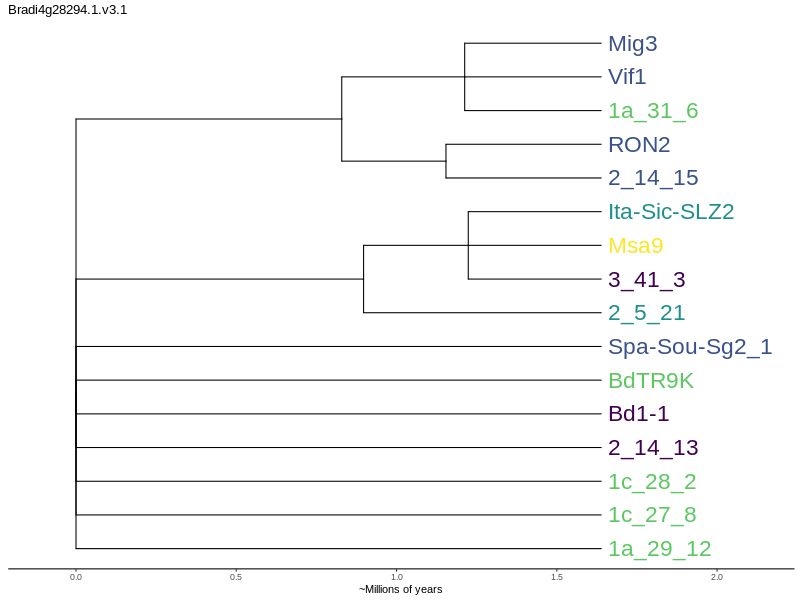 Bradi4g28294.1.v3.1
Mig3
Vif1
1a_31_6
RON2
2_14_15
Ita-Sic-SLZ2
Msa9
3_41_3
2_5_21
Spa-Sou-Sg2_1
BdTR9K
Bd1-1
2_14_13
1c_28_2
1c_27_8
1a_29_12
0.0 0.5 1.0 1.5 2.0
~Millions of years